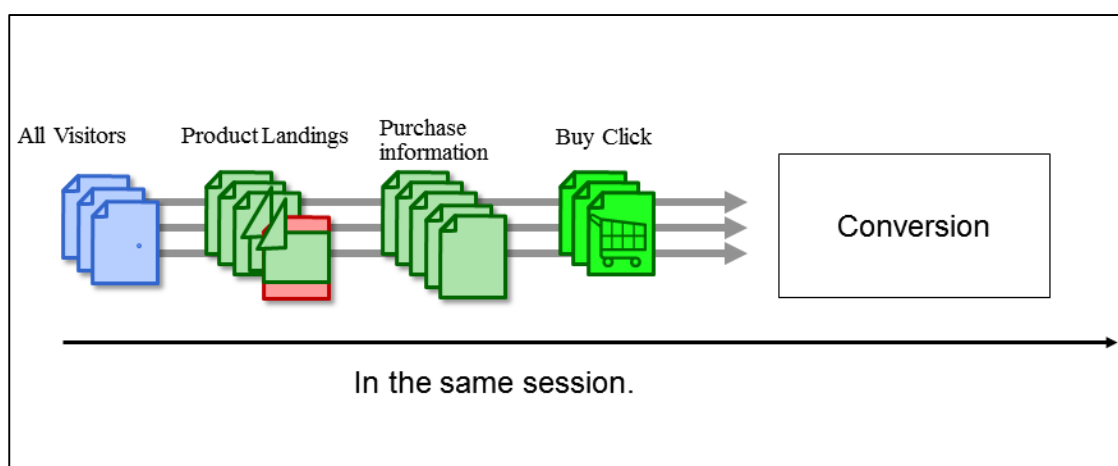 All Visitors
Product Landings
Purchase
information
Buy Click
Conversion
In the same session.